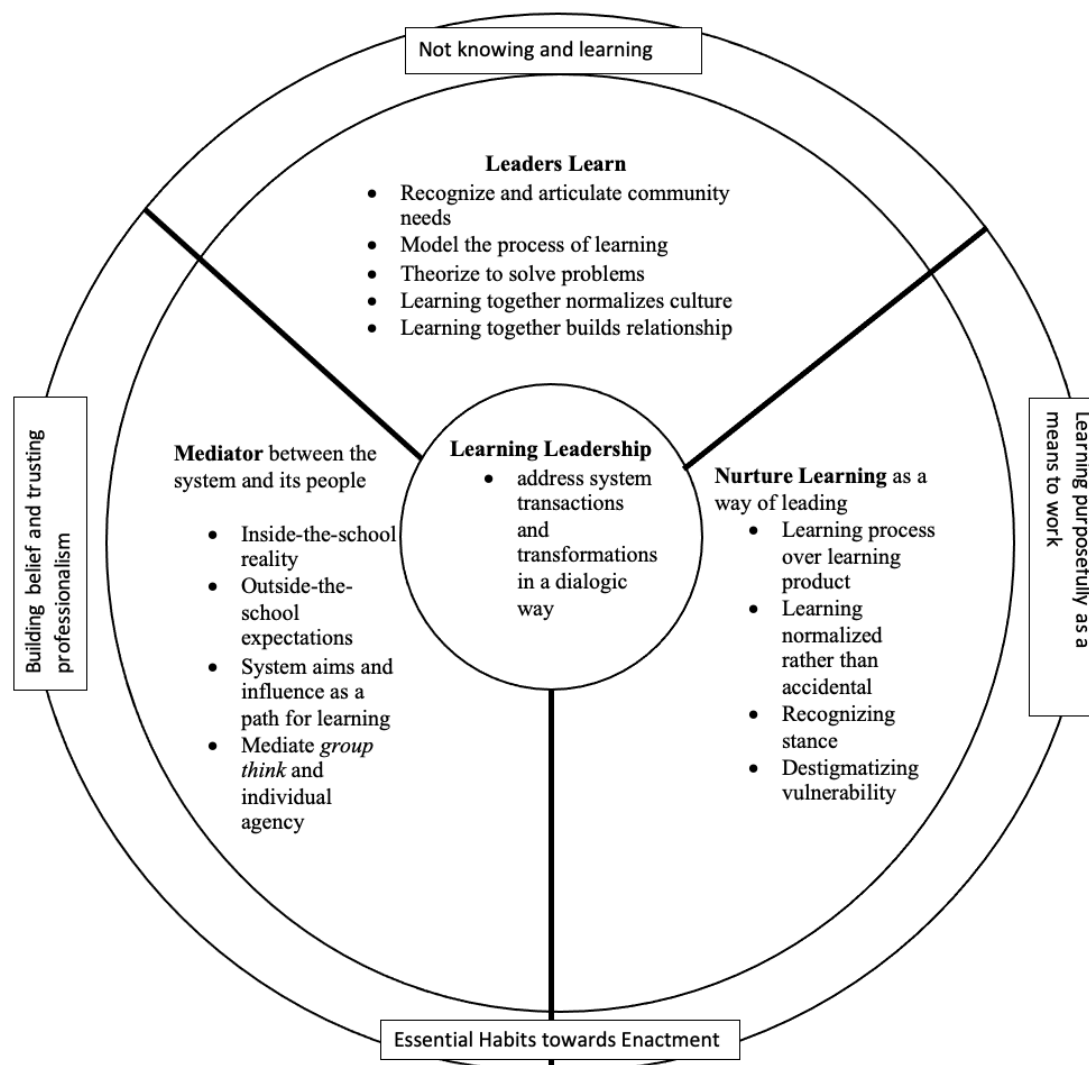 Not knowing and learning
Leaders Learn
• Recognize and articulate community
needs
• Model the process of learning
• Theorize to solve problems
• Learning together normalizes culture
• Learning together builds relationship
Building belief and trusting
professionalism
Mediator between the
system and its people
• Inside-the-school
reality
• Outside-the-
school
expectations
• System aims and
influence as a
path for learning
• Mediate group
think and
individual
agency
Learning Leadership
• address system
transactions
and
transformations
in a dialogic
way
Nurture Learning as a
way of leading
• Learning process
over learning
product
• Learning
normalized
rather than
accidental
• Recognizing
stance
• Destigmatizing
vulnerability
Learning purposefully as a
means to work
Essential Habits towards Enactment